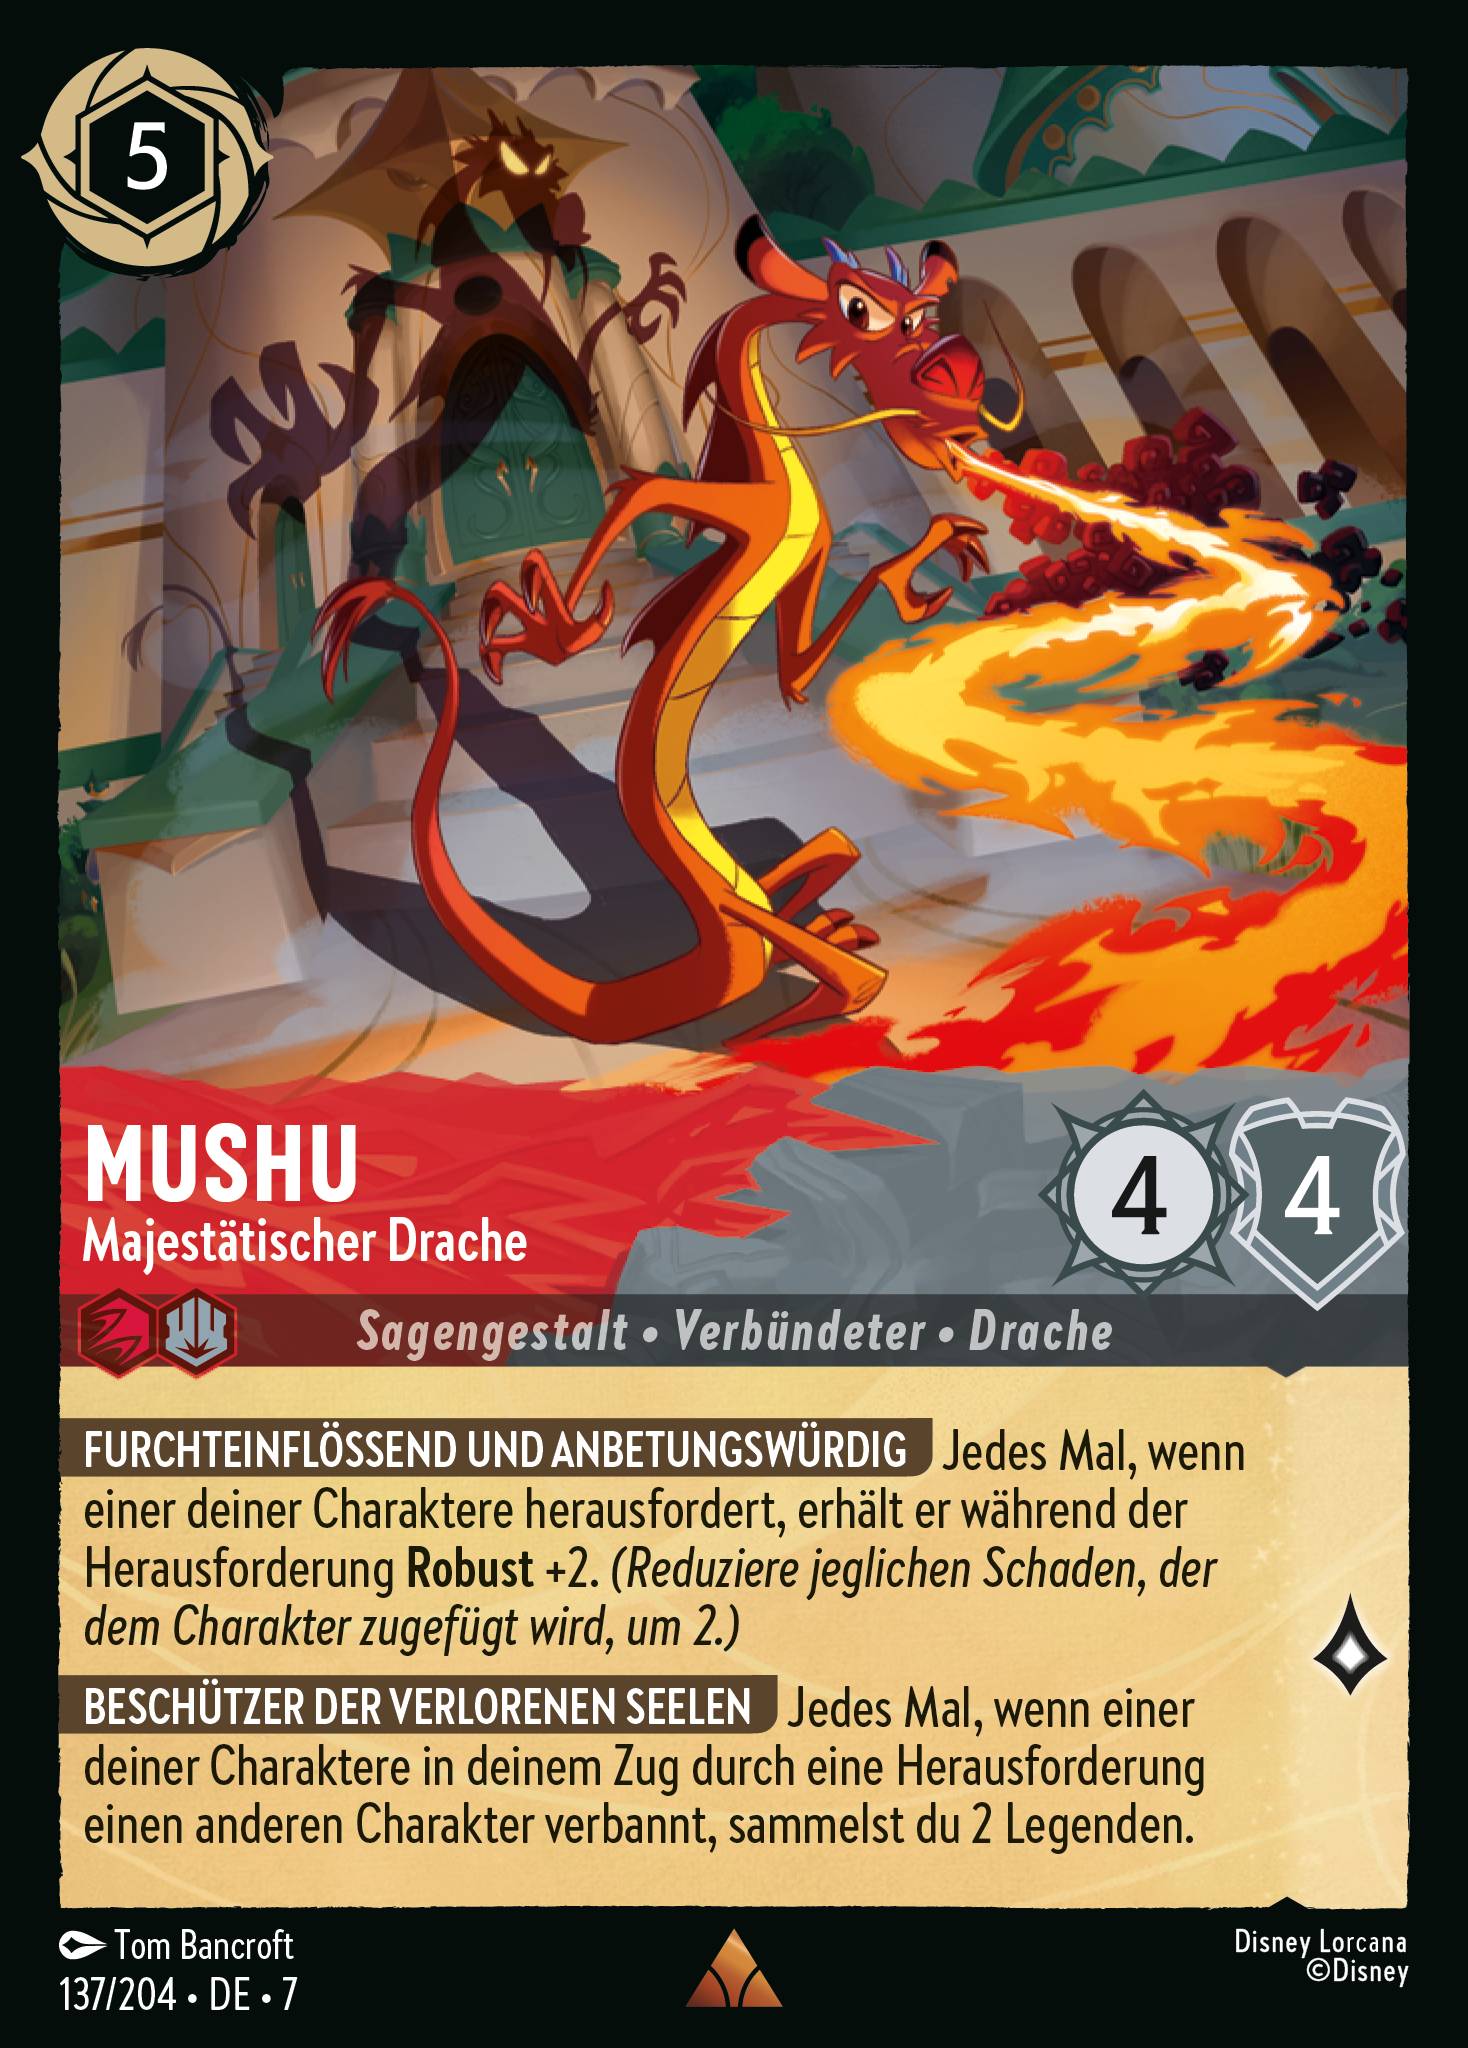 5
MUSHU
Majestätischer Drache
4 4
Sagengestalt • Verbündeter • Drache
FURCHTEINFLÖSSEND UND ANBETUNGSWÜRDIG Jedes Mal, wenn
einer deiner Charaktere herausfordert, erhält er während der
Herausforderung Robust +2. (Reduziere jeglichen Schaden, der
dem Charakter zugefügt wird, um 2.)
BESCHÜTZER DER VERLORENEN SEELEN Jedes Mal, wenn einer
deiner Charaktere in deinem Zug durch eine Herausforderung
einen anderen Charakter verbannt, sammelst du 2 Legenden.
Tom Bancroft
137/204 • DE • 7
Disney Lorcana
©Disney